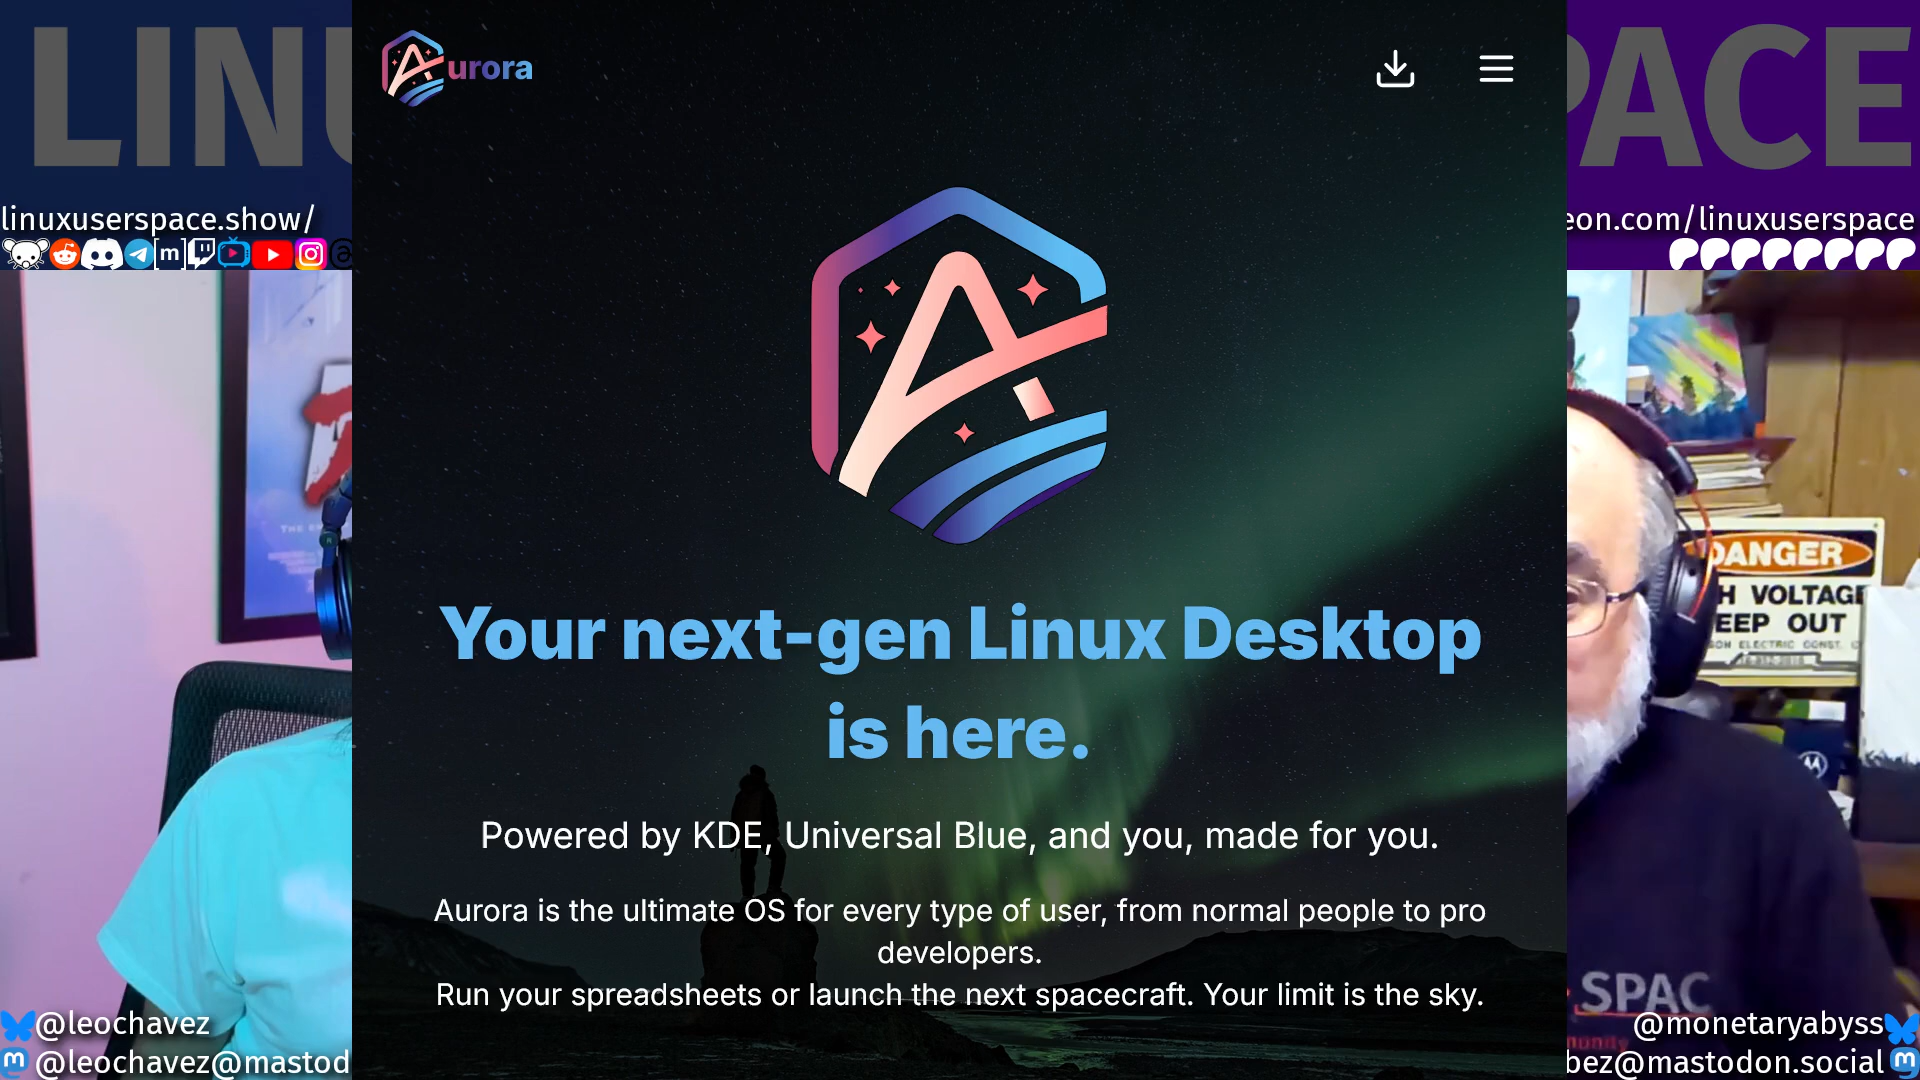 LINU
PACE
linuxuserspace.show/
eon.com/linuxuserspace
urora
Your next-gen Linux Desktop
is here.
Powered by KDE, Universal Blue, and you, made for you.
Aurora is the ultimate OS for every type of user, from normal people to pro
developers.
Run your spreadsheets or launch the next spacecraft. Your limit is the sky.
DANGER
H VOLTAGE
EEP OUT
SPAC
@leochavez
@leochavez@mastod
@monetaryabyss
bez@mastodon.social